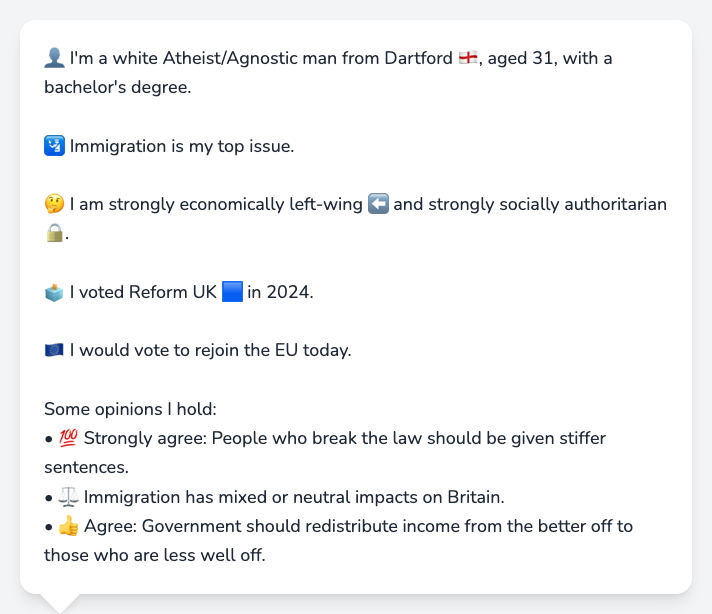 👤 I'm a white Atheist/Agnostic man from Dartford 🏴󠁧󠁢󠁥󠁮󠁧󠁿, aged 31, with a
bachelor's degree.
🛂 Immigration is my top issue.
🤔 I am strongly economically left-wing ⬅️ and strongly socially authoritarian
🔒.
🗳️ I voted Reform UK 🟦 in 2024.
🇪🇺 I would vote to rejoin the EU today.
Some opinions I hold:
• 💯 Strongly agree: People who break the law should be given stiffer
sentences.
• ⚖️ Immigration has mixed or neutral impacts on Britain.
• 👍 Agree: Government should redistribute income from the better off to
those who are less well off.